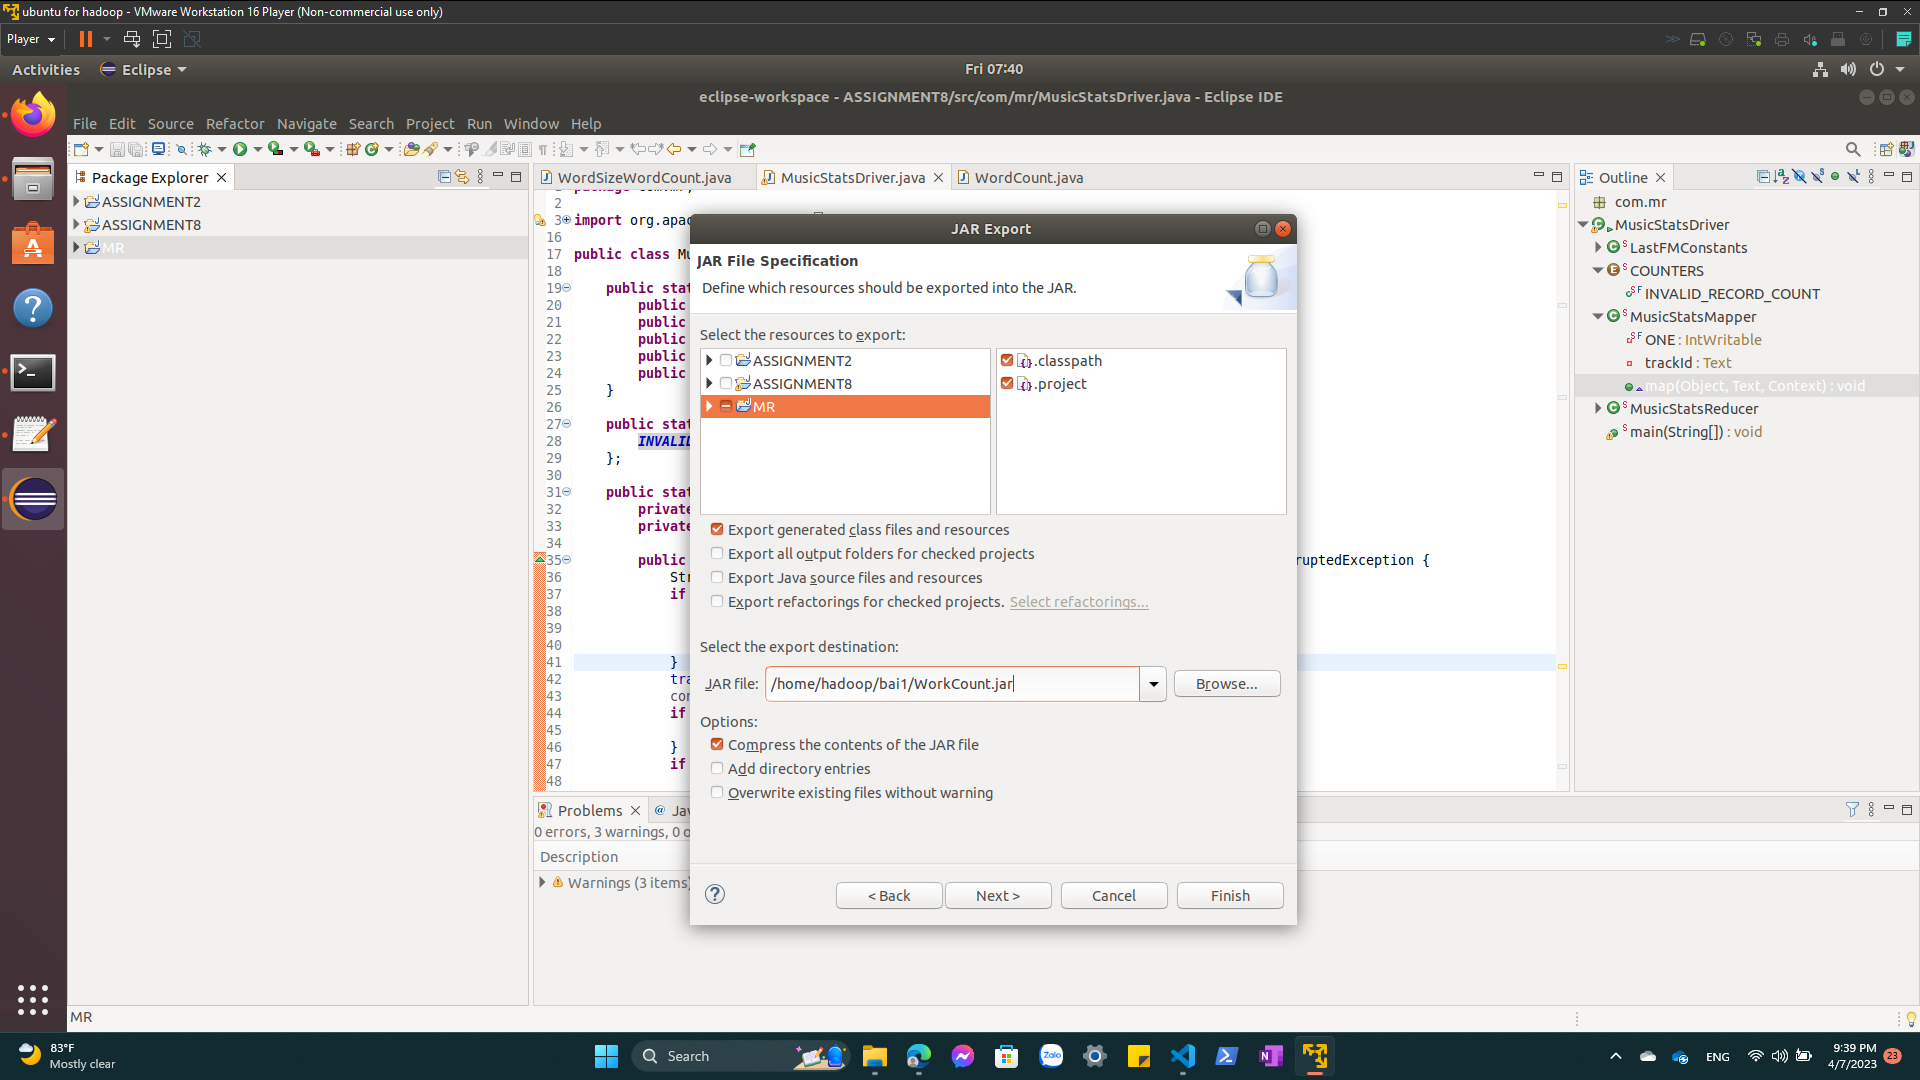 ubuntu for hadoop - VMware Workstation 16 Player (Non-commercial use only)
Player
Activities
Eclipse
Fri 07:40
eclipse-workspace - ASSIGNMENT8/src/com/mr/MusicStatsDriver.java - Eclipse IDE
File Edit Source Refactor Navigate Search Project Run Window Help
Package Explorer
ASSIGNMENT2
ASSIGNMENT8
MR
WordSizeWordCount.java
MusicStatsDriver.java
WordCount.java
2
3 import org.apac
16
17 public class Mu
18
19 public stat
20 public
21 public
22 public
23 public
24 public
25 }
26
27 public stat
28 INVALID
29 };
30
31 public stat
32 private
33 private
34
35 public ruptedException {
36 Str
37 if
38
39
40
41 }
42 tra
43 con
44 if
45
46 }
47 if
48
JAR Export
JAR File Specification
Define which resources should be exported into the JAR.
Select the resources to export:
ASSIGNMENT2
ASSIGNMENT8
MR
.classpath
.project
Export generated class files and resources
Export all output folders for checked projects
Export Java source files and resources
Export refactorings for checked projects. Select refactorings...
Select the export destination:
JAR file: /home/hadoop/bai1/WorkCount.jar
Browse...
Options:
Compress the contents of the JAR file
Add directory entries
Overwrite existing files without warning
< Back
Next >
Cancel
Finish
Outline
com.mr
MusicStatsDriver
LastFMConstants
COUNTERS
INVALID_RECORD_COUNT
MusicStatsMapper
ONE : IntWritable
trackId : Text
map(Object, Text, Context) : void
MusicStatsReducer
main(String[]) : void
Problems
@ Jav
0 errors, 3 warnings, 0 o
Description
Warnings (3 items)
MR
83°F
Mostly clear
Search
Zalo
ENG
9:39 PM
4/7/2023
23